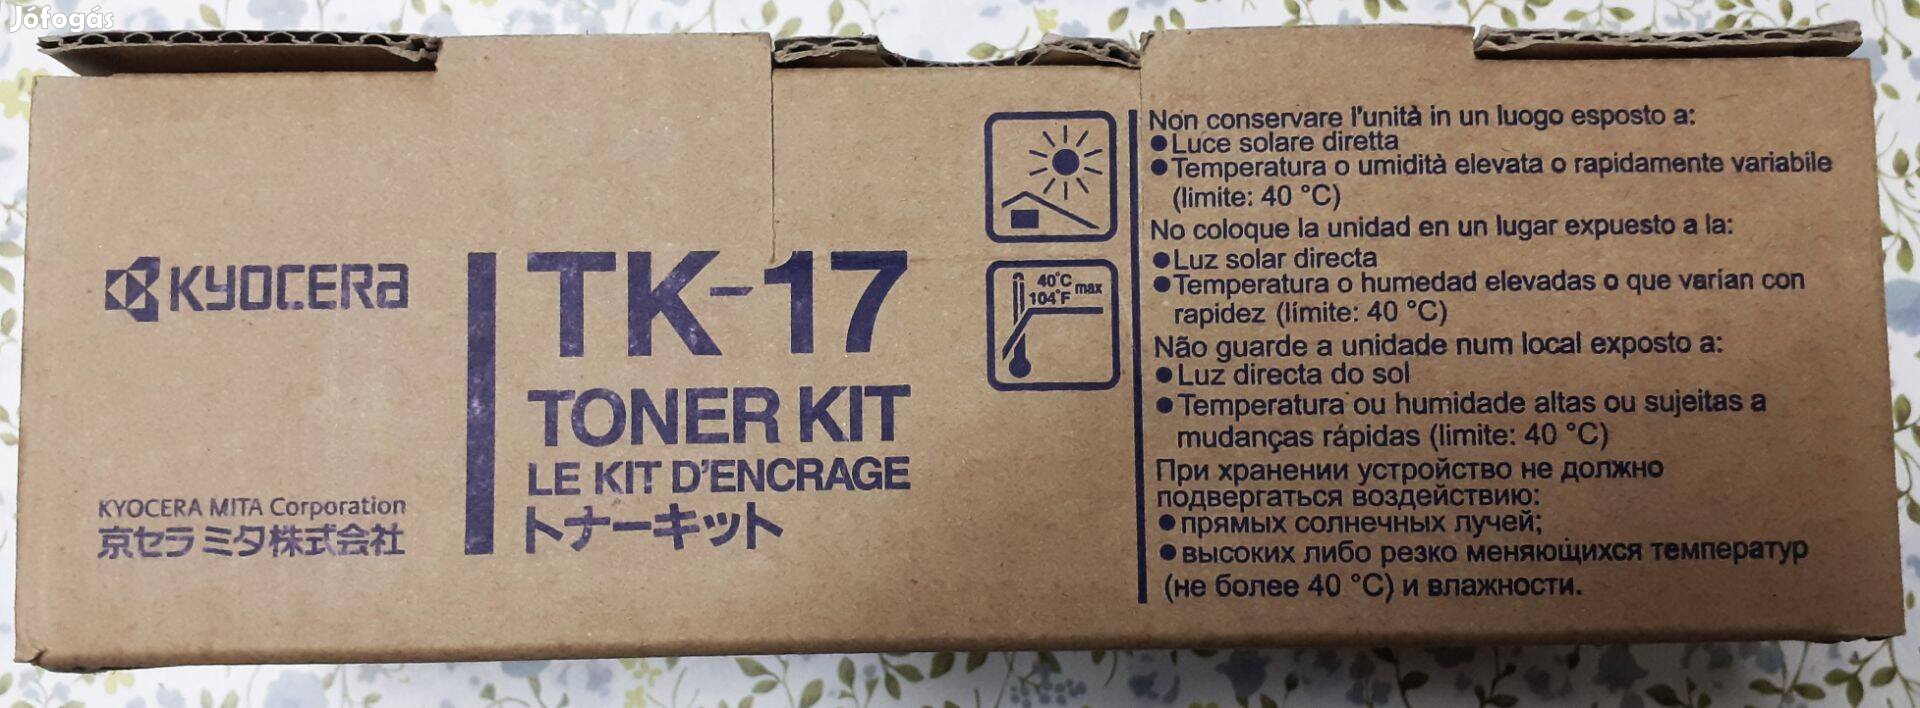 Jófogás
KYOCERA
KYOCERA MITA Corporation
京セラ ミタ株式会社
TK-17
TONER KIT
LE KIT D'ENCRAGE
トナーキット
40°C max
104°F
Non conservare l'unità in un luogo esposto a:
●Luce solare diretta
●Temperatura o umidità elevata o rapidamente variabile
(limite: 40 °C)
No coloque la unidad en un lugar expuesto a la:
●Luz solar directa
●Temperatura o humedad elevadas o que varían con
rapidez (límite: 40 °C)
Não guarde a unidade num local exposto a:
●Luz directa do sol
●Temperatura ou humidade altas ou sujeitas a
mudanças rápidas (limite: 40 °C)
При хранении устройство не должно
подвергаться воздействию:
●прямых солнечных лучей;
●высоких либо резко меняющихся температур
(не более 40 °C) и влажности.